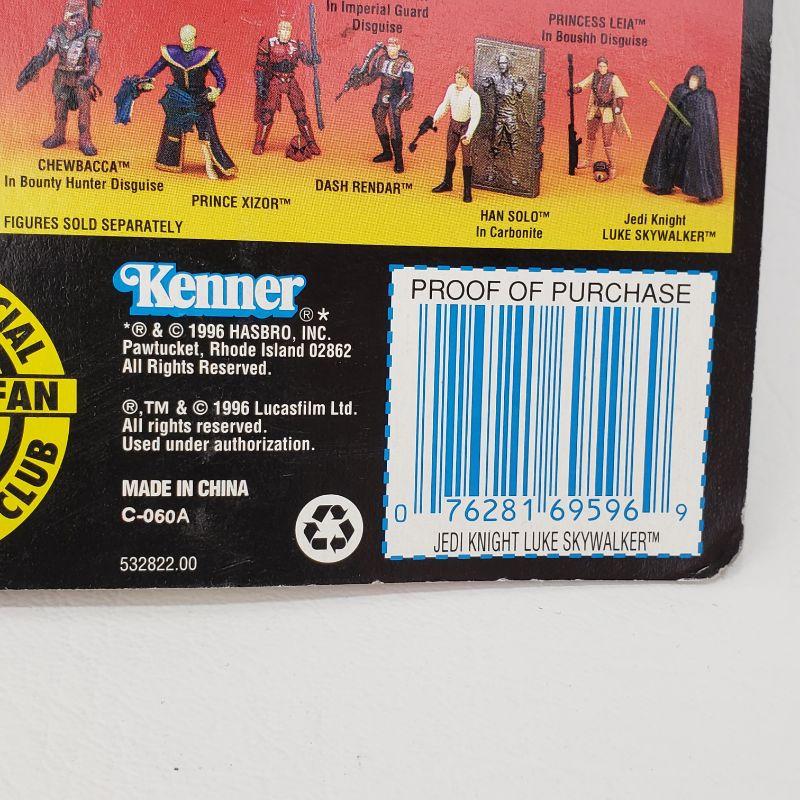 In Imperial Guard
Disguise
PRINCESS LEIA™
In Boushh Disguise
CHEWBACCA™
In Bounty Hunter Disguise
PRINCE XIZOR™
DASH RENDAR™
HAN SOLO™
In Carbonite
Jedi Knight
LUKE SKYWALKER™
FIGURES SOLD SEPARATELY
CIAL
FAN
CLUB
Kenner®*
*® & © 1996 HASBRO, INC.
Pawtucket, Rhode Island 02862
All Rights Reserved.
®,TM & © 1996 Lucasfilm Ltd.
All rights reserved.
Used under authorization.
MADE IN CHINA
C-060A
532822.00
PROOF OF PURCHASE
0 76281 69596 9
JEDI KNIGHT LUKE SKYWALKER™